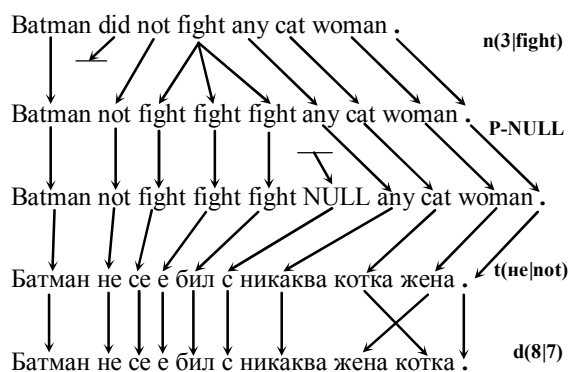 Batman did not fight any cat woman .
n(3|fight)
Batman not fight fight fight any cat woman .
P-NULL
Batman not fight fight fight NULL any cat woman .
Батман не се е бил с никаква котка жена .
t(не|not)
Батман не се е бил с никаква жена котка .
d(8|7)